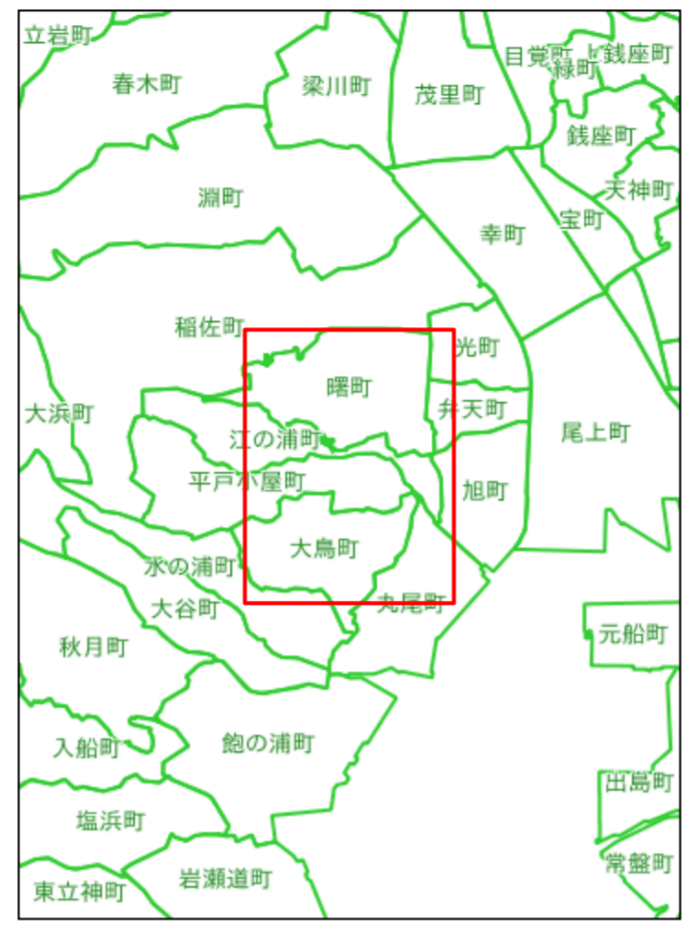 立岩町
目覚町
上銭座町
緑町
春木町
梁川町
茂里町
銭座町
天神町
淵町
宝町
幸町
稲佐町
光町
曙町
弁天町
大浜町
尾上町
江の浦町
平戸小屋町
旭町
大鳥町
水の浦町
丸尾町
大谷町
元船町
秋月町
飽の浦町
入船町
出島町
塩浜町
常盤町
岩瀬道町
東立神町